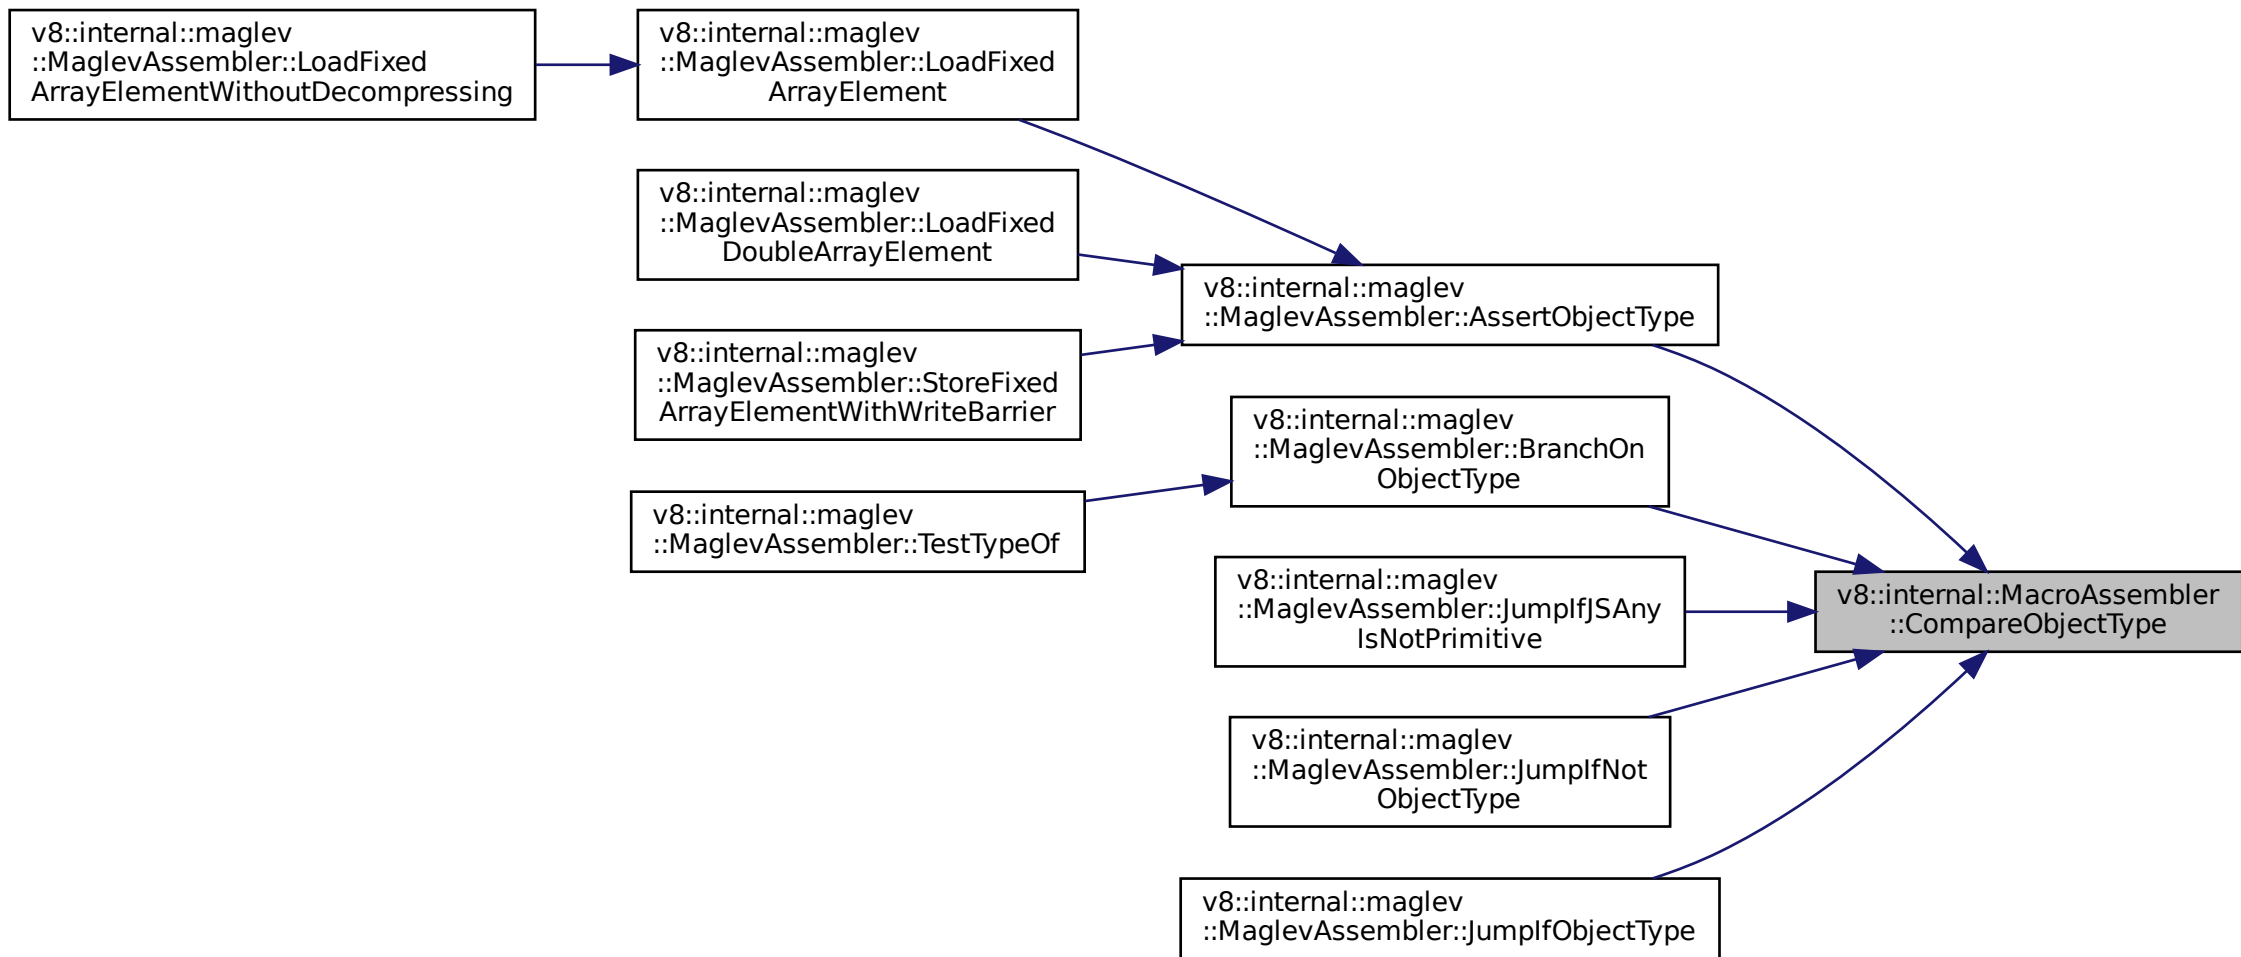 v8::internal::maglev
::MaglevAssembler::LoadFixed
ArrayElementWithoutDecompressing
v8::internal::maglev
::MaglevAssembler::LoadFixed
ArrayElement
v8::internal::maglev
::MaglevAssembler::LoadFixed
DoubleArrayElement
v8::internal::maglev
::MaglevAssembler::StoreFixed
ArrayElementWithWriteBarrier
v8::internal::maglev
::MaglevAssembler::TestTypeOf
v8::internal::maglev
::MaglevAssembler::AssertObjectType
v8::internal::maglev
::MaglevAssembler::BranchOn
ObjectType
v8::internal::maglev
::MaglevAssembler::JumpIfJSAny
IsNotPrimitive
v8::internal::maglev
::MaglevAssembler::JumpIfNot
ObjectType
v8::internal::maglev
::MaglevAssembler::JumpIfObjectType
v8::internal::MacroAssembler
::CompareObjectType